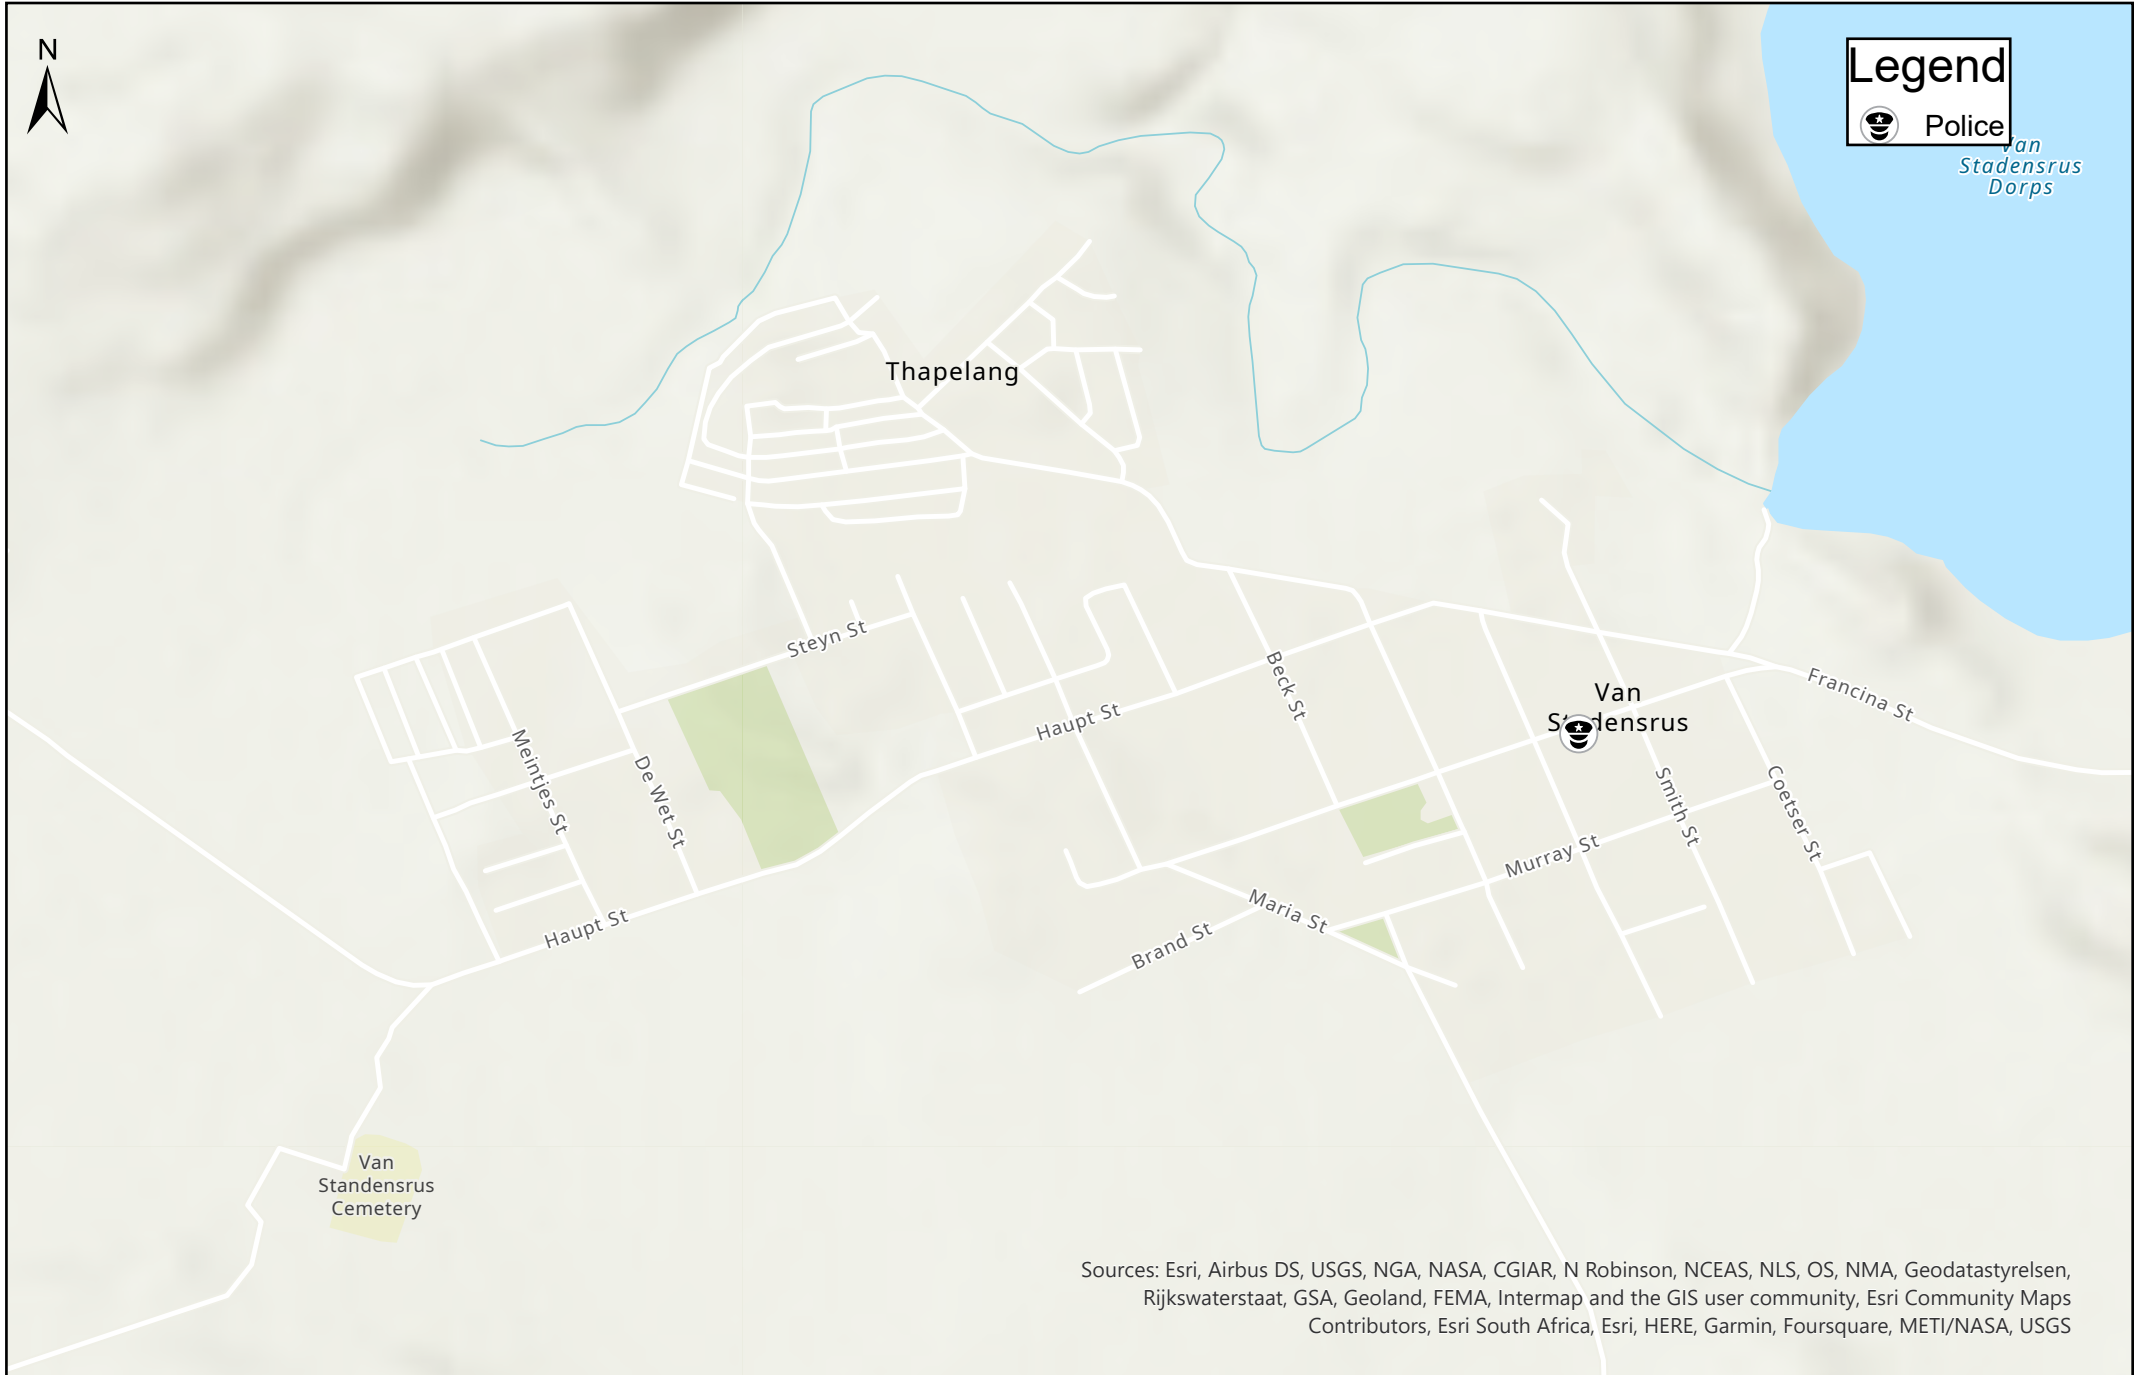 N
Legend
Police
Van
Stadensrus
Dorps
Thapelang
Steyn St
Beck St
Haupt St
Van
Stadensrus
Francina St
Meintjes St
De Wet St
Smith St
Coetser St
Murray St
Maria St
Haupt St
Brand St
Van
Standensrus
Cemetery
Sources: Esri, Airbus DS, USGS, NGA, NASA, CGIAR, N Robinson, NCEAS, NLS, OS, NMA, Geodatastyrelsen,
Rijkswaterstaat, GSA, Geoland, FEMA, Intermap and the GIS user community, Esri Community Maps
Contributors, Esri South Africa, Esri, HERE, Garmin, Foursquare, METI/NASA, USGS